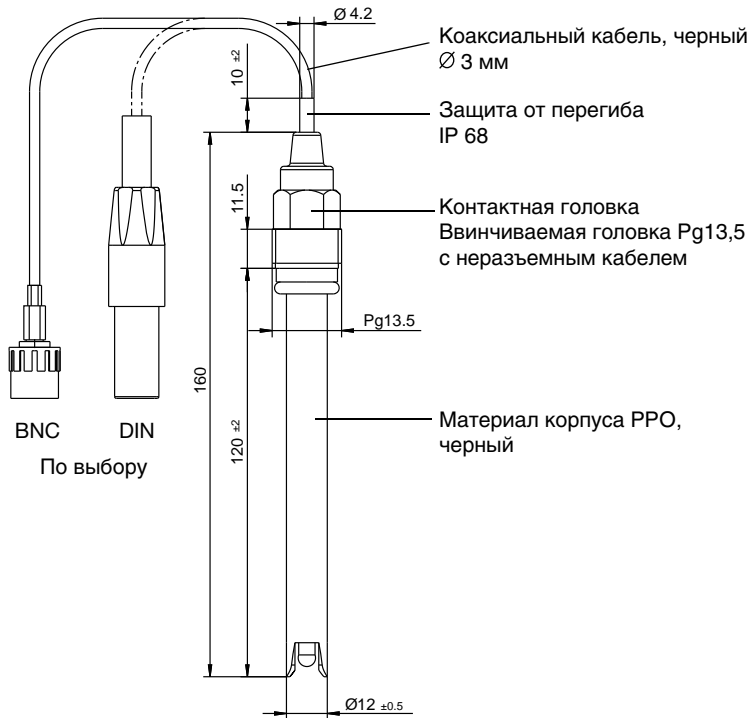 Ø 4.2
Коаксиальный кабель, черный
Ø 3 мм
10 ±2
Защита от перегиба
IP 68
11.5
Контактная головка
Ввинчиваемая головка Pg13,5
с неразъемным кабелем
Pg13.5
160
120 ±2
Материал корпуса PPO,
черный
BNC DIN
По выбору
Ø12 ±0.5